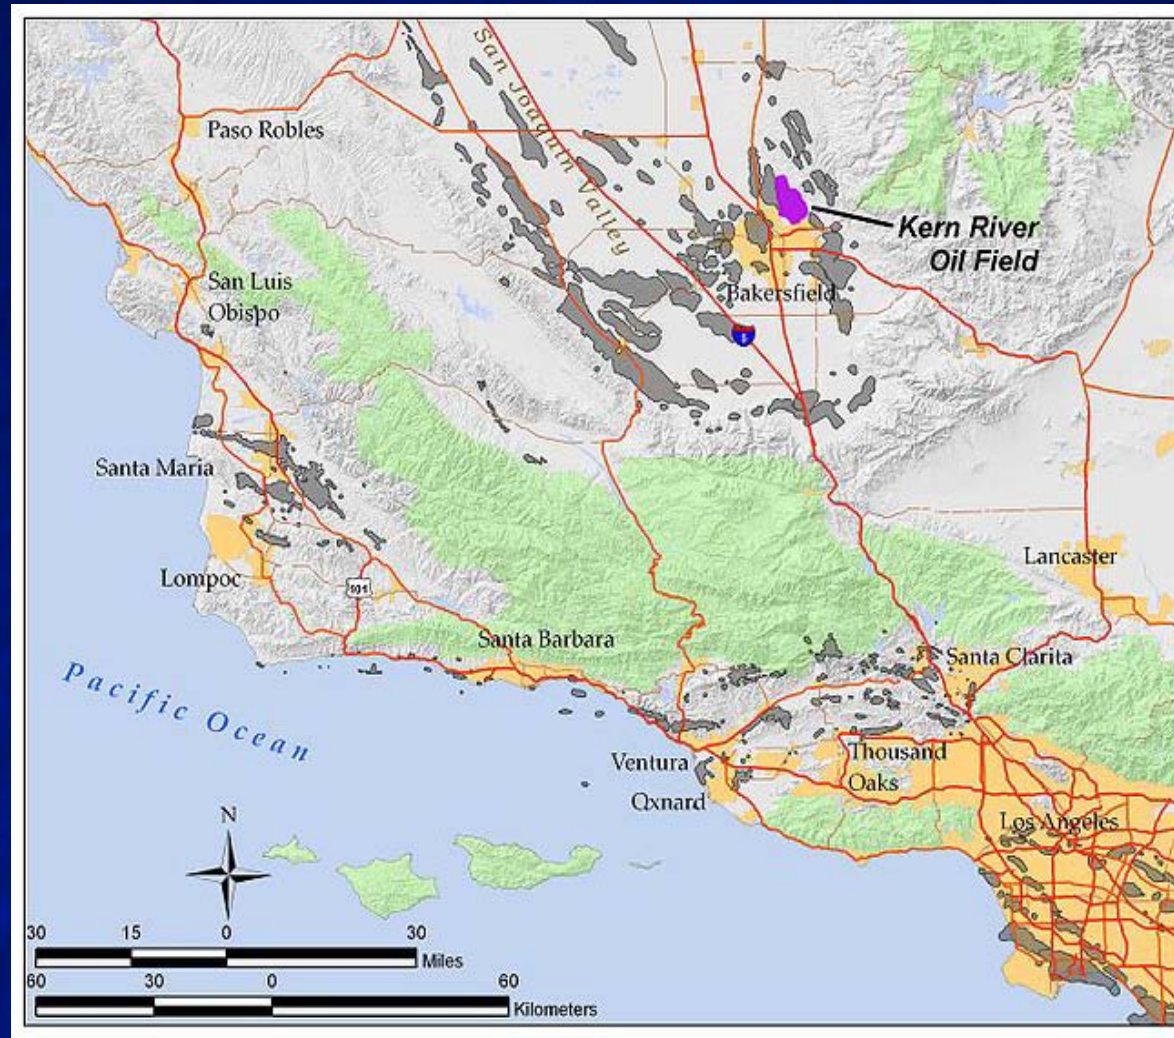 San Joaquin Valley
Paso Robles
Kern River
Oil Field
San Luis
Obispo
Bakersfield
5
Santa Maria
Lancaster
Lompoc
101
Santa Barbara
Santa Clarita
Pacific Ocean
Ventura
Thousand
Oaks
Oxnard
Los Angeles
N
30 15 0 30
Miles
60 30 0 60
Kilometers